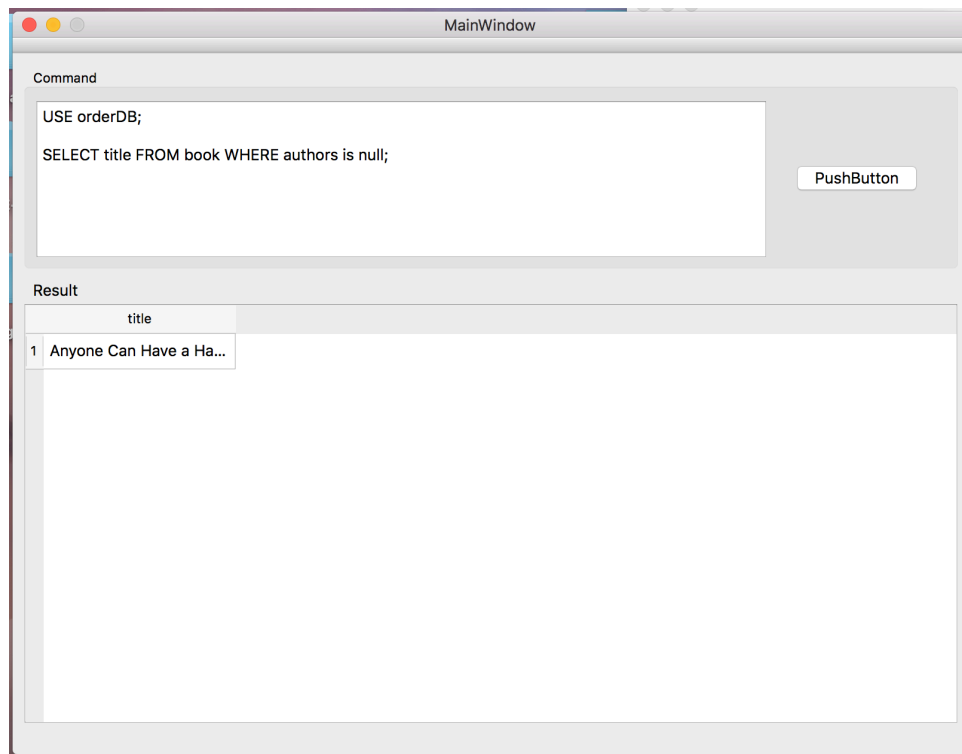 MainWindow
Command
USE orderDB;
SELECT title FROM book WHERE authors is null;
PushButton
Result
title
1 Anyone Can Have a Ha...